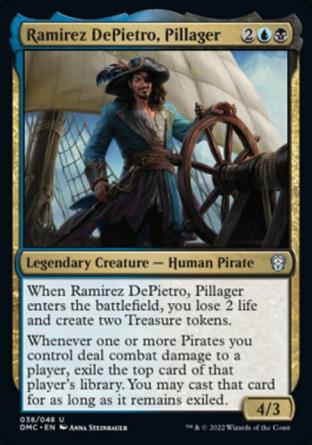 Ramirez DePietro, Pillager 2
Legendary Creature — Human Pirate
When Ramirez DePietro, Pillager
enters the battlefield, you lose 2 life
and create two Treasure tokens.
Whenever one or more Pirates you
control deal combat damage to a
player, exile the top card of that
player's library. You may cast that card
for as long as it remains exiled.
4/3
038/048 U
DMC • EN Anna Steinbauer
™ & © 2022 Wizards of the Coast